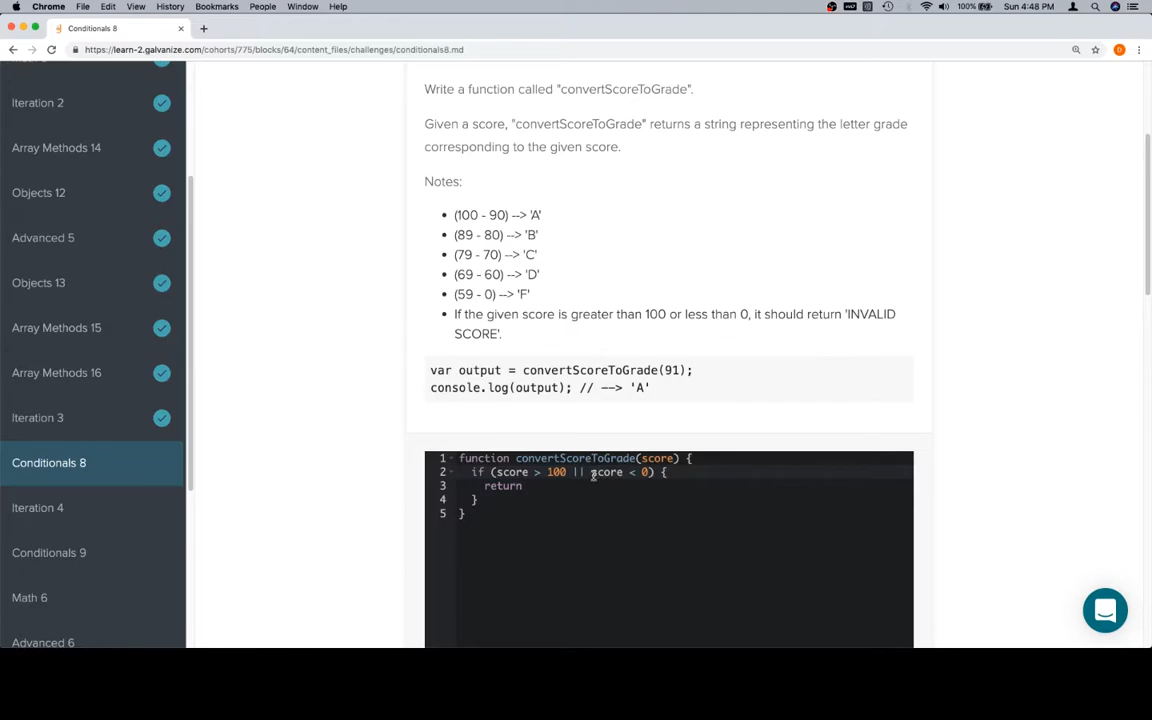 Chrome File Edit View History Bookmarks People Window Help 100% Sun 4:48 PM
Conditionals 8
https://learn-2.galvanize.com/cohorts/775/blocks/64/content_files/challenges/conditionals8.md
Iteration 2
Array Methods 14
Objects 12
Advanced 5
Objects 13
Array Methods 15
Array Methods 16
Iteration 3
Conditionals 8
Iteration 4
Conditionals 9
Math 6
Advanced 6
Write a function called "convertScoreToGrade".
Given a score, "convertScoreToGrade" returns a string representing the letter grade
corresponding to the given score.
Notes:
• (100 - 90) --> 'A'
• (89 - 80) --> 'B'
• (79 - 70) --> 'C'
• (69 - 60) --> 'D'
• (59 - 0) --> 'F'
• If the given score is greater than 100 or less than 0, it should return 'INVALID
SCORE'.
var output = convertScoreToGrade(91);
console.log(output); // --> 'A'
1 function convertScoreToGrade(score) {
2 if (score > 100 || score < 0) {
3 return
4 }
5 }